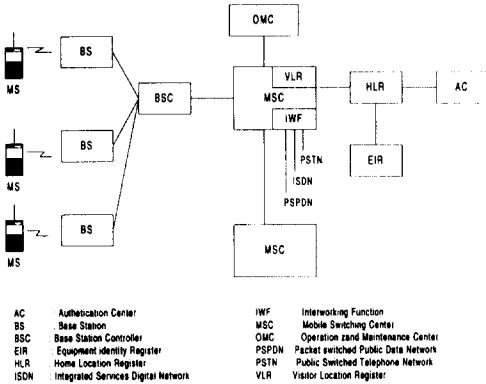 OMC
BS
MS
VLR
MSC
HLR
AC
BSC
IWF
BS
MS
PSTN
ISDN
PSPDN
EIR
BS
MS
MSC
AC : Authetication Center
BS : Base Station
BSC : Base Station Controller
EIR : Equipment identity Register
HLR : Home Location Register
ISDN : Integrated Services Digital Network
IWF Interworking Function
MSC Mobile Switching Center
OMC Operation zand Maintenance Center
PSPDN Packet switched Public Data Network
PSTN Public Switched Telephone Network
VLR Visitor Location Register